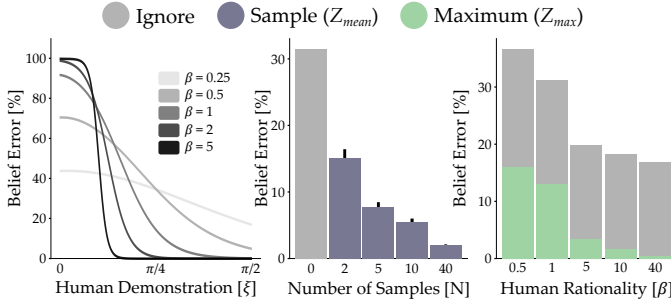 Ignore Sample (Z_mean) Maximum (Z_max)
Belief Error [%]
100
80
60
40
20
0
β = 0.25
β = 0.5
β = 1
β = 2
β = 5
0 π/4 π/2
Human Demonstration [ξ]
Belief Error [%]
30
20
10
0
0 2 5 10 40
Number of Samples [N]
Belief Error [%]
30
20
10
0
0.5 1 5 10 40
Human Rationality [β]